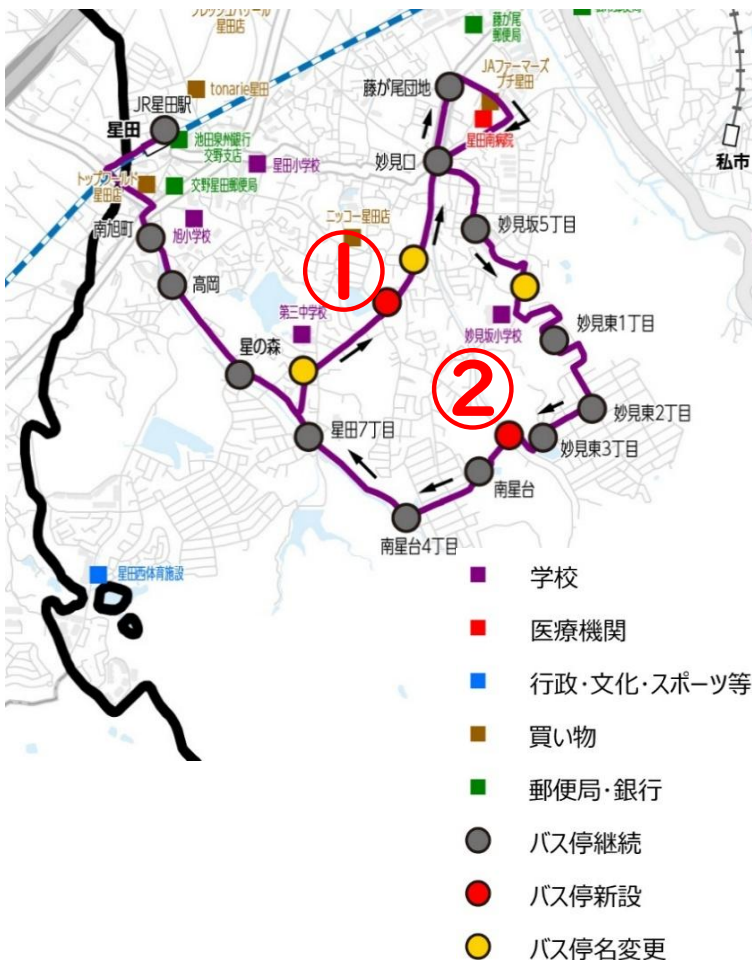 星田店
藤が尾
郵便局
JAファーマーズ
プチ星田
藤が尾団地
tonarie星田
JR星田駅
星田
池田泉州銀行
交野支店
星田南病院
星田小学校
妙見口
私市
トップワールド
星田店
交野星田郵便局
ニッコー星田店
南旭町
旭小学校
妙見坂5丁目
①
高岡
第三中学校
妙見坂小学校
妙見東1丁目
星の森
②
妙見東2丁目
星田7丁目
妙見東3丁目
南星台
南星台4丁目
星田西体育施設
学校
医療機関
行政・文化・スポーツ等
買い物
郵便局・銀行
バス停継続
バス停新設
バス停名変更